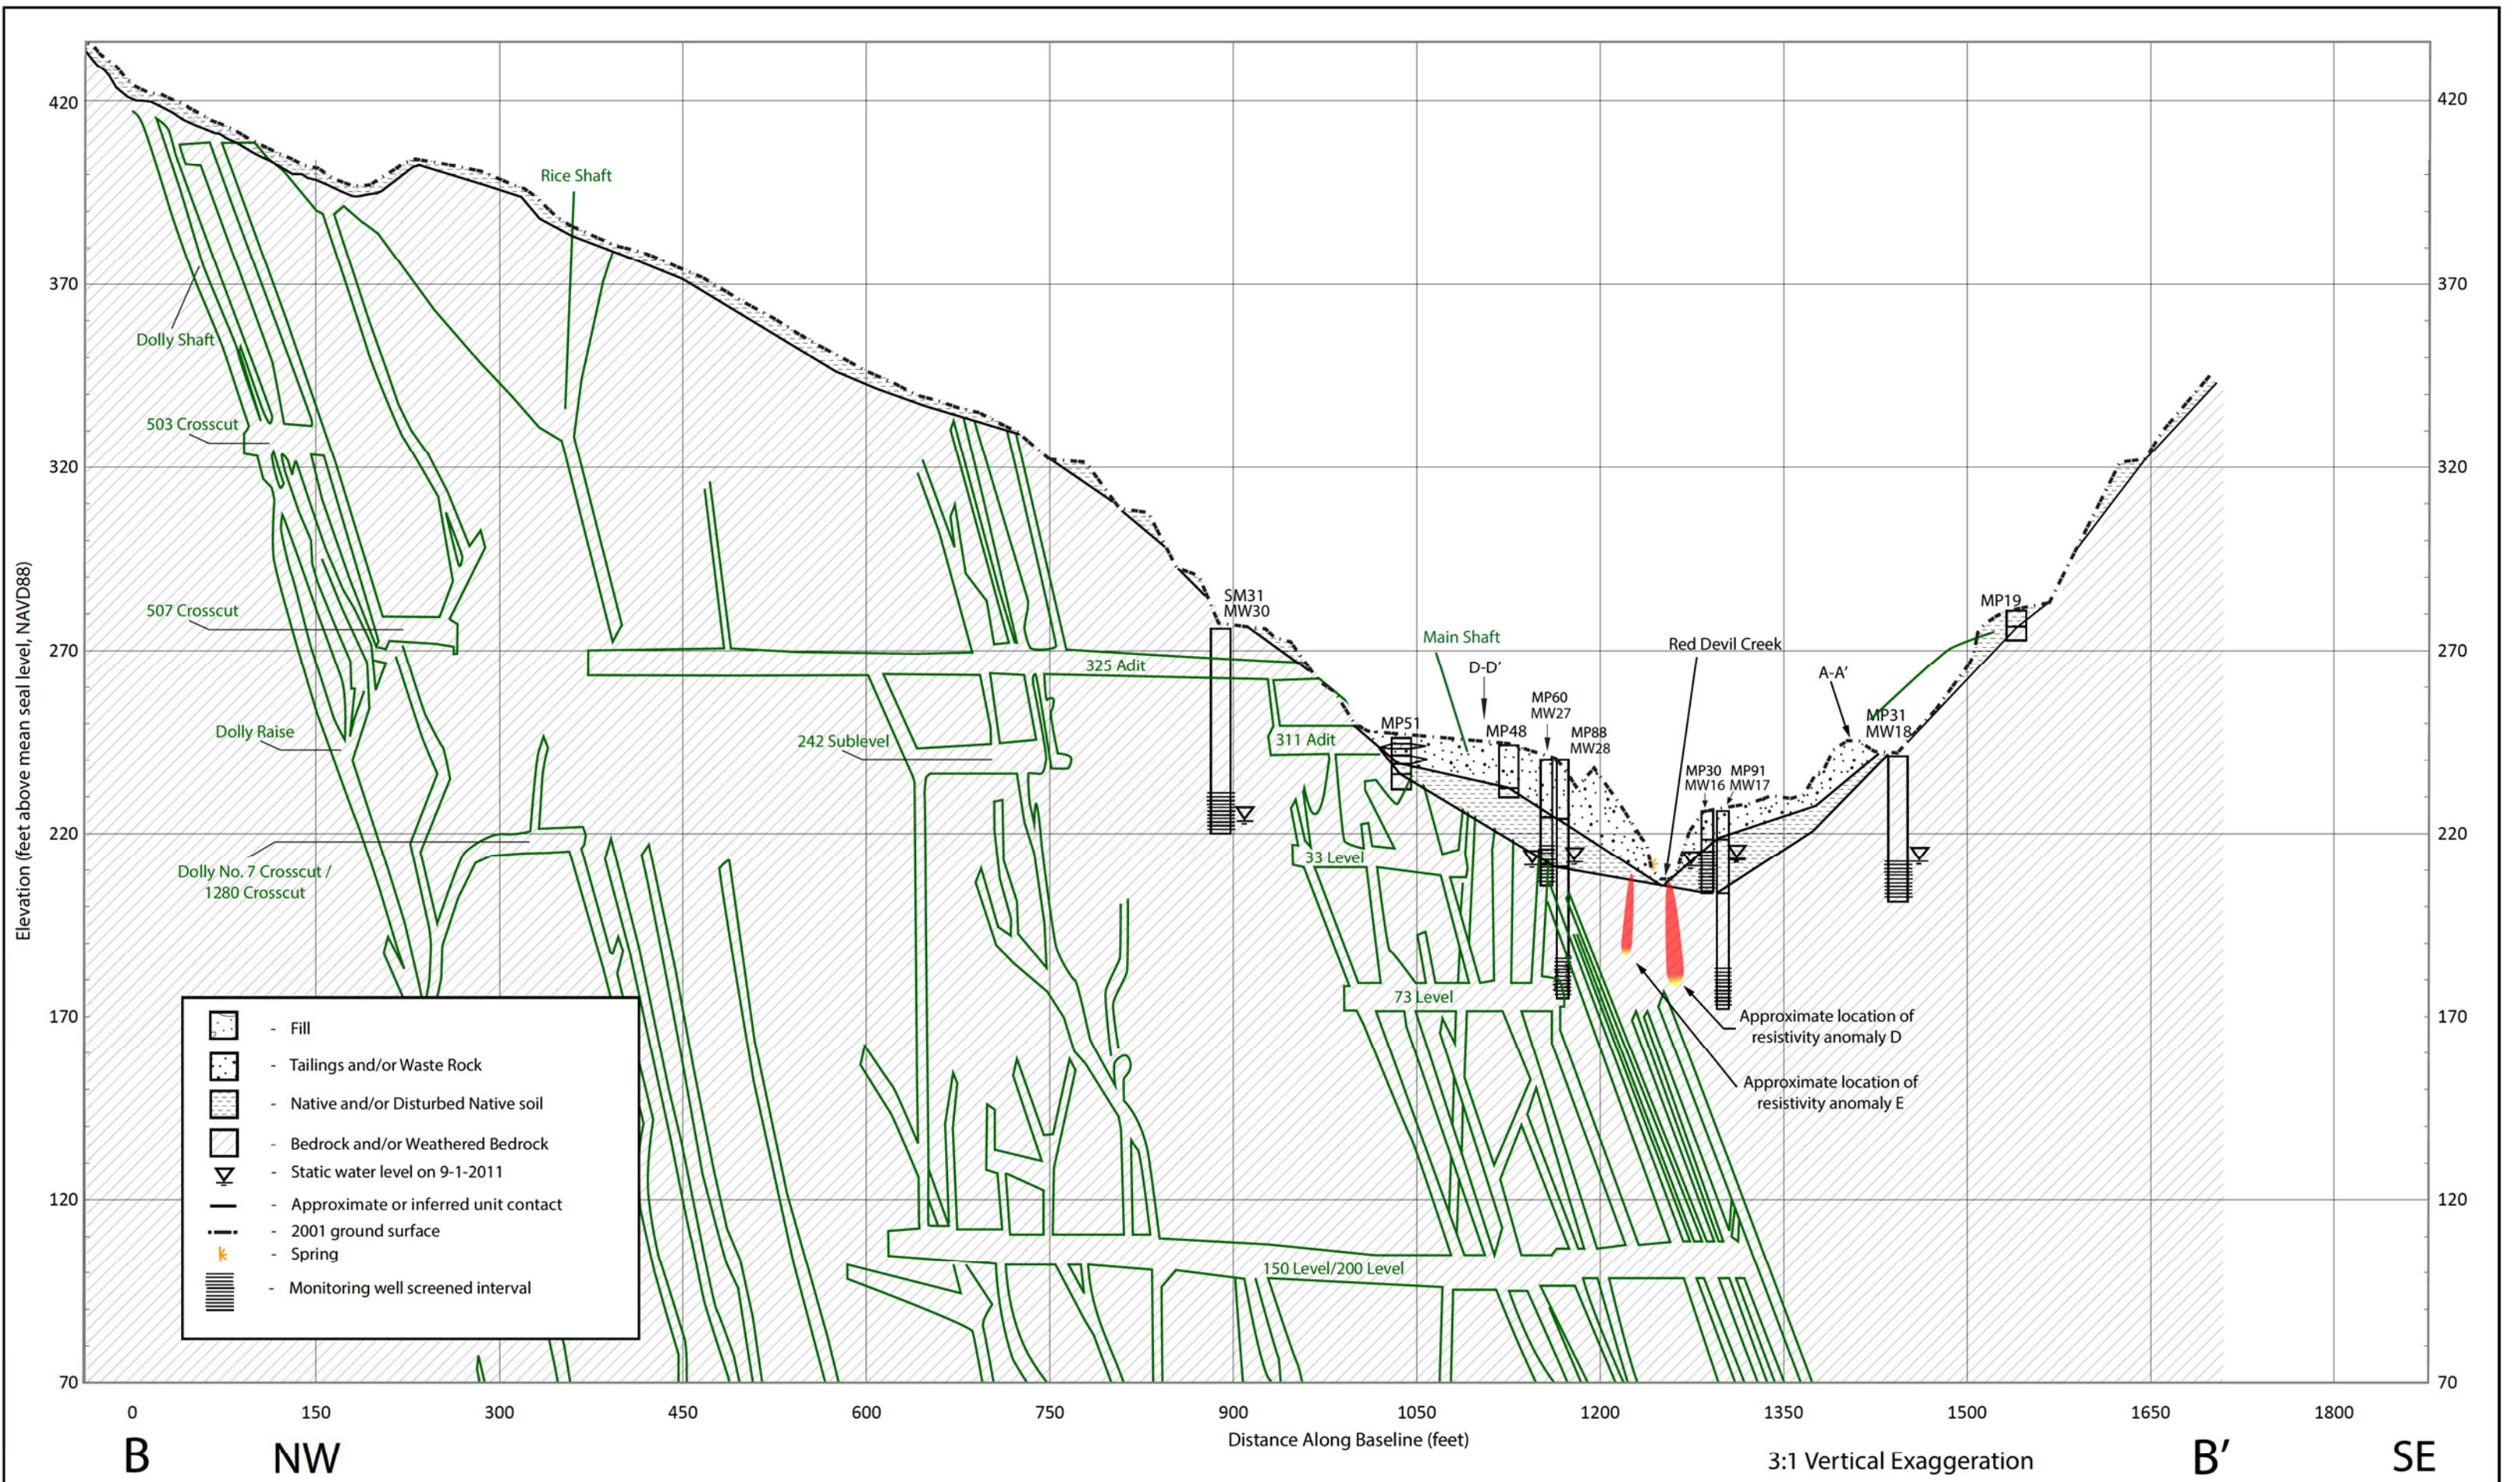 420
370
320
270
220
170
120
70
Elevation (feet above mean seal level, NAVD88)
420
370
320
270
220
170
120
70
Rice Shaft
Dolly Shaft
503 Crosscut
507 Crosscut
Dolly Raise
Dolly No. 7 Crosscut /
1280 Crosscut
242 Sublevel
325 Adit
311 Adit
33 Level
73 Level
150 Level/200 Level
SM31
MW30
Main Shaft
D-D’
MP51
MP48
MP60
MW27
MP88
MW28
Red Devil Creek
MP30
MW16
MP91
MW17
A-A’
MP31
MW18
MP19
Approximate location of
resistivity anomaly D
Approximate location of
resistivity anomaly E
- Fill
- Tailings and/or Waste Rock
- Native and/or Disturbed Native soil
- Bedrock and/or Weathered Bedrock
- Static water level on 9-1-2011
- Approximate or inferred unit contact
- 2001 ground surface
- Spring
- Monitoring well screened interval
0 150 300 450 600 750 900 1050 1200 1350 1500 1650 1800
Distance Along Baseline (feet)
B NW 3:1 Vertical Exaggeration B’ SE